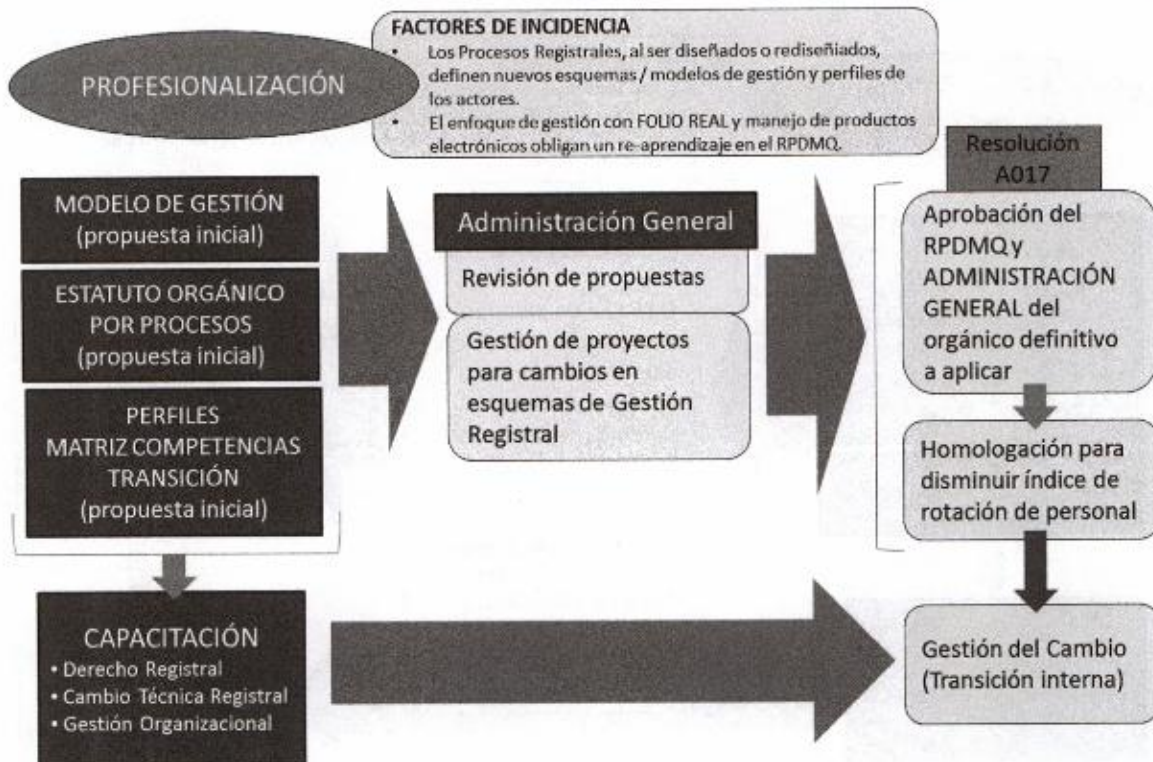 PROFESIONALIZACIÓN
FACTORES DE INCIDENCIA
• Los Procesos Registrales, al ser diseñados o rediseñiados,
definen nuevos esquemas / modelos de gestión y perfiles de
los actores.
• El enfoque de gestión con FOLIO REAL y manejo de productos
electrónicos obligan un re-aprendizaje en el RPDMQ.
MODELO DE GESTIÓN
(propuesta inicial)
ESTATUTO ORGÁNICO
POR PROCESOS
(propuesta inicial)
PERFILES
MATRIZ COMPETENCIAS
TRANSICIÓN
(propuesta inicial)
CAPACITACIÓN
• Derecho Registral
• Cambio Técnica Registral
• Gestión Organizacional
Administración General
Revisión de propuestas
Gestión de proyectos
para cambios en
esquemas de Gestión
Registral
Resolución
A017
Aprobación del
RPDMQ y
ADMINISTRACIÓN
GENERAL del
orgánico definitivo
a aplicar
Homologación para
disminuir índice de
rotación de personal
Gestión del Cambio
(Transición interna)